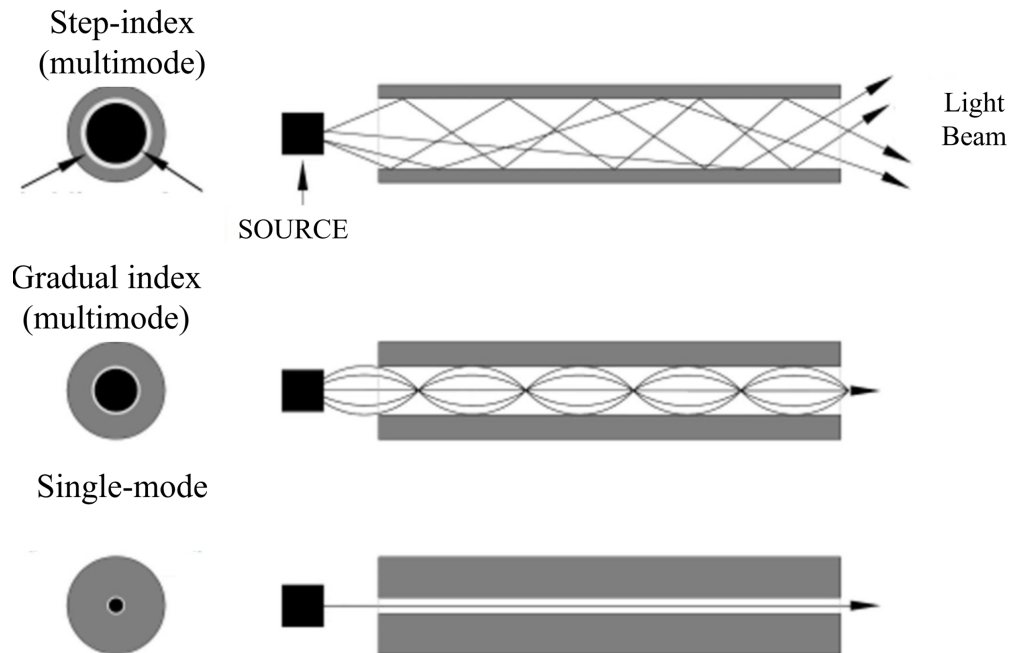 Step-index
(multimode)
Light
Beam
SOURCE
Gradual index
(multimode)
Single-mode